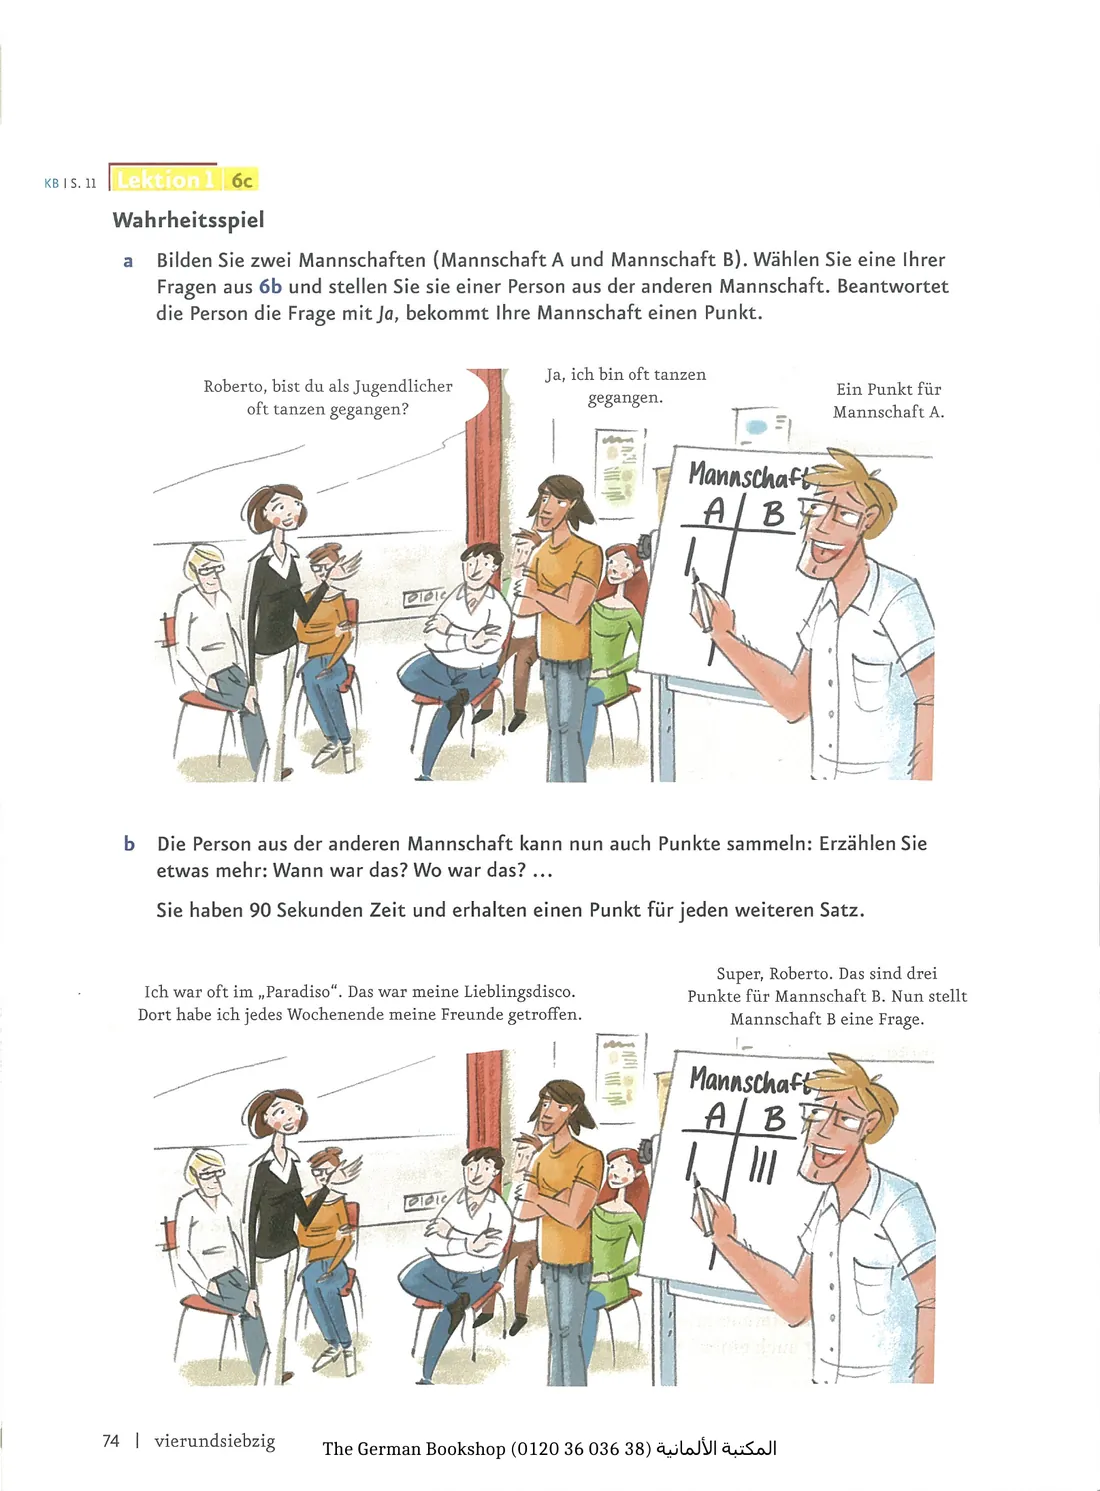 KB | S. 11 Lektion 1 6c
Wahrheitsspiel
a Bilden Sie zwei Mannschaften (Mannschaft A und Mannschaft B). Wählen Sie eine Ihrer
Fragen aus 6b und stellen Sie sie einer Person aus der anderen Mannschaft. Beantwortet
die Person die Frage mit Ja, bekommt Ihre Mannschaft einen Punkt.
Roberto, bist du als Jugendlicher
oft tanzen gegangen?
Ja, ich bin oft tanzen
gegangen.
Ein Punkt für
Mannschaft A.
Mannschaft
A B
b Die Person aus der anderen Mannschaft kann nun auch Punkte sammeln: Erzählen Sie
etwas mehr: Wann war das? Wo war das? ...
Sie haben 90 Sekunden Zeit und erhalten einen Punkt für jeden weiteren Satz.
Ich war oft im „Paradiso“. Das war meine Lieblingsdisco.
Dort habe ich jedes Wochenende meine Freunde getroffen.
Super, Roberto. Das sind drei
Punkte für Mannschaft B. Nun stellt
Mannschaft B eine Frage.
Mannschaft
A B
74 | vierundsiebzig
The German Bookshop (0120 36 036 38) المكتبة الألمانية